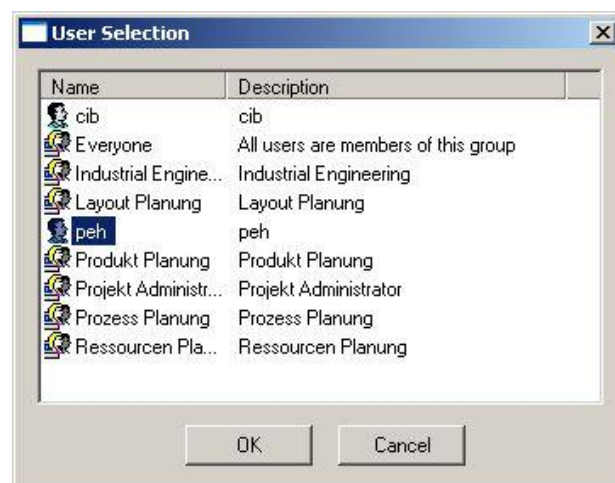 User Selection
Name Description
cib cib
Everyone All users are members of this group
Industrial Engine... Industrial Engineering
Layout Planung Layout Planung
peh peh
Produkt Planung Produkt Planung
Projekt Administr... Projekt Administrator
Prozess Planung Prozess Planung
Ressourcen Pla... Ressourcen Planung
OK Cancel